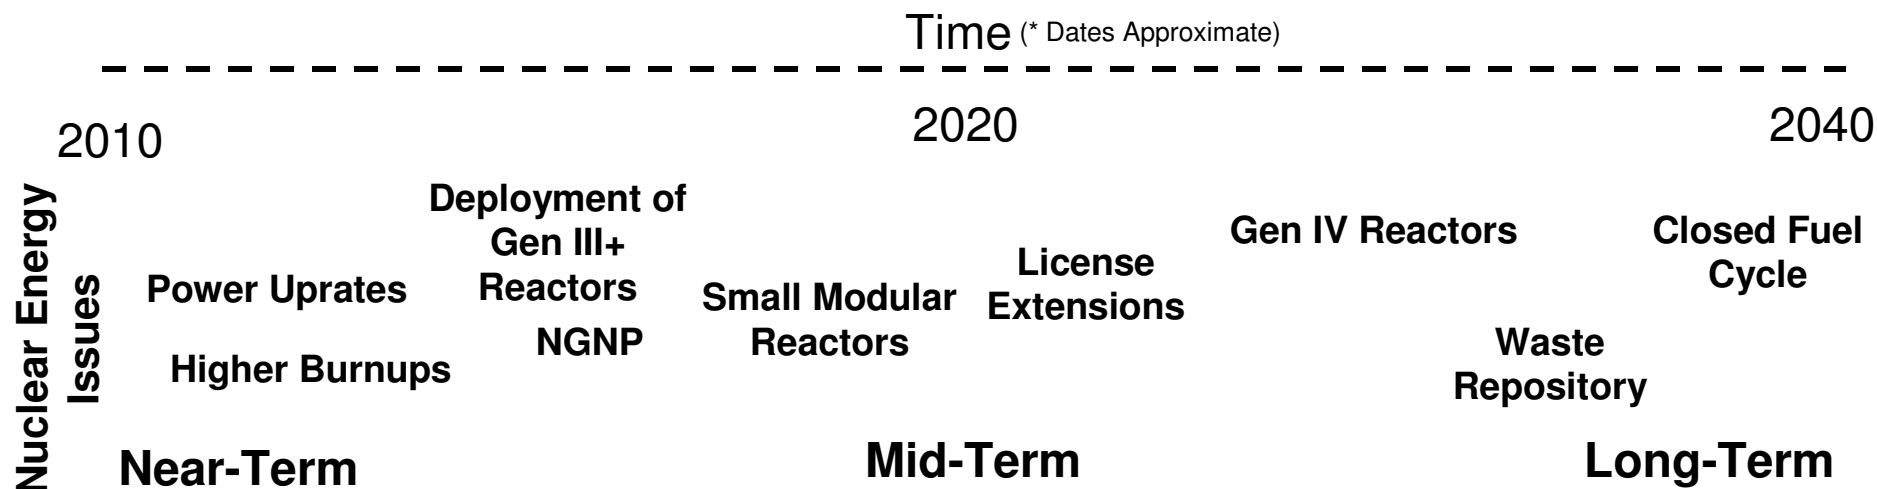 Time (* Dates Approximate)
2010
2020
2040
Nuclear Energy
Issues
Power Uprates
Higher Burnups
Deployment of
Gen III+
Reactors
NGNP
Small Modular
Reactors
License
Extensions
Gen IV Reactors
Waste
Repository
Closed Fuel
Cycle
Near-Term
Mid-Term
Long-Term